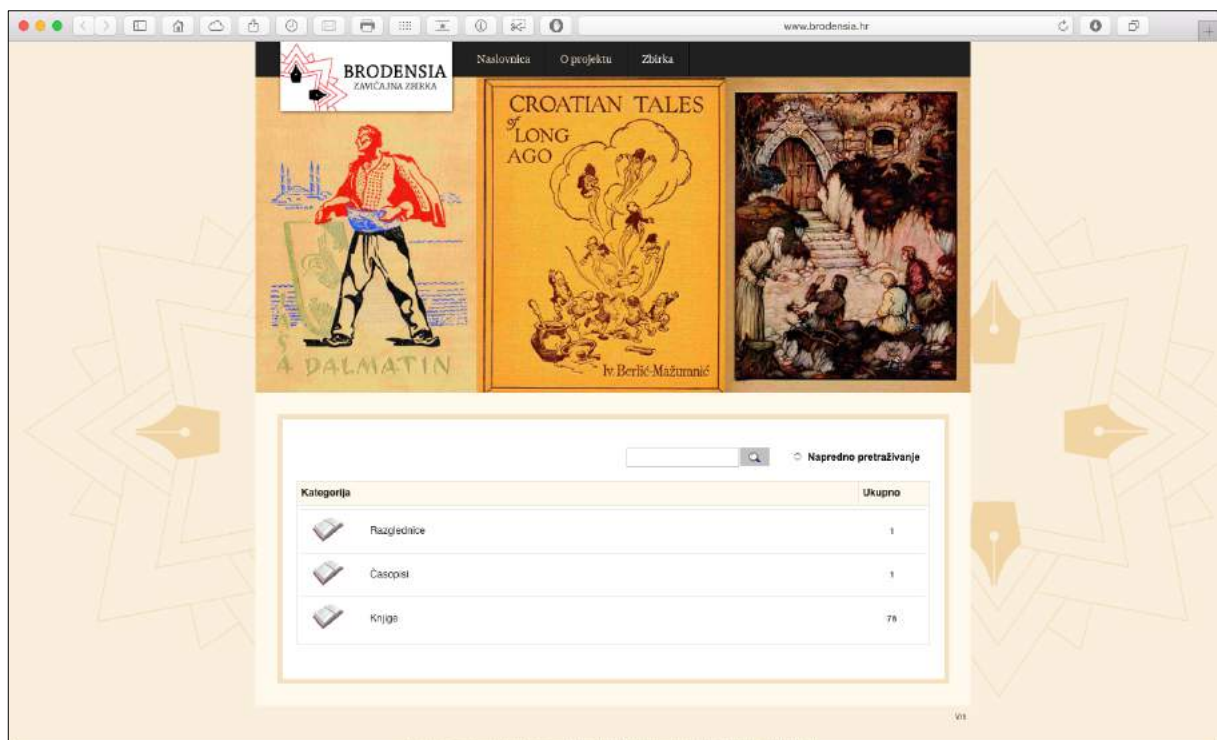 www.brodensia.hr
BRODENSIA
ZAVIČAJNA ZBIRKA
Naslovnica O projektu Zbirka
A DALMATIN
CROATIAN TALES
of
LONG
AGO
Iv. Berlić-Mažuranić
Napredno pretraživanje
Kategorija Ukupno
Razglednice 1
Časopisi 1
Knjige 78
Vrh